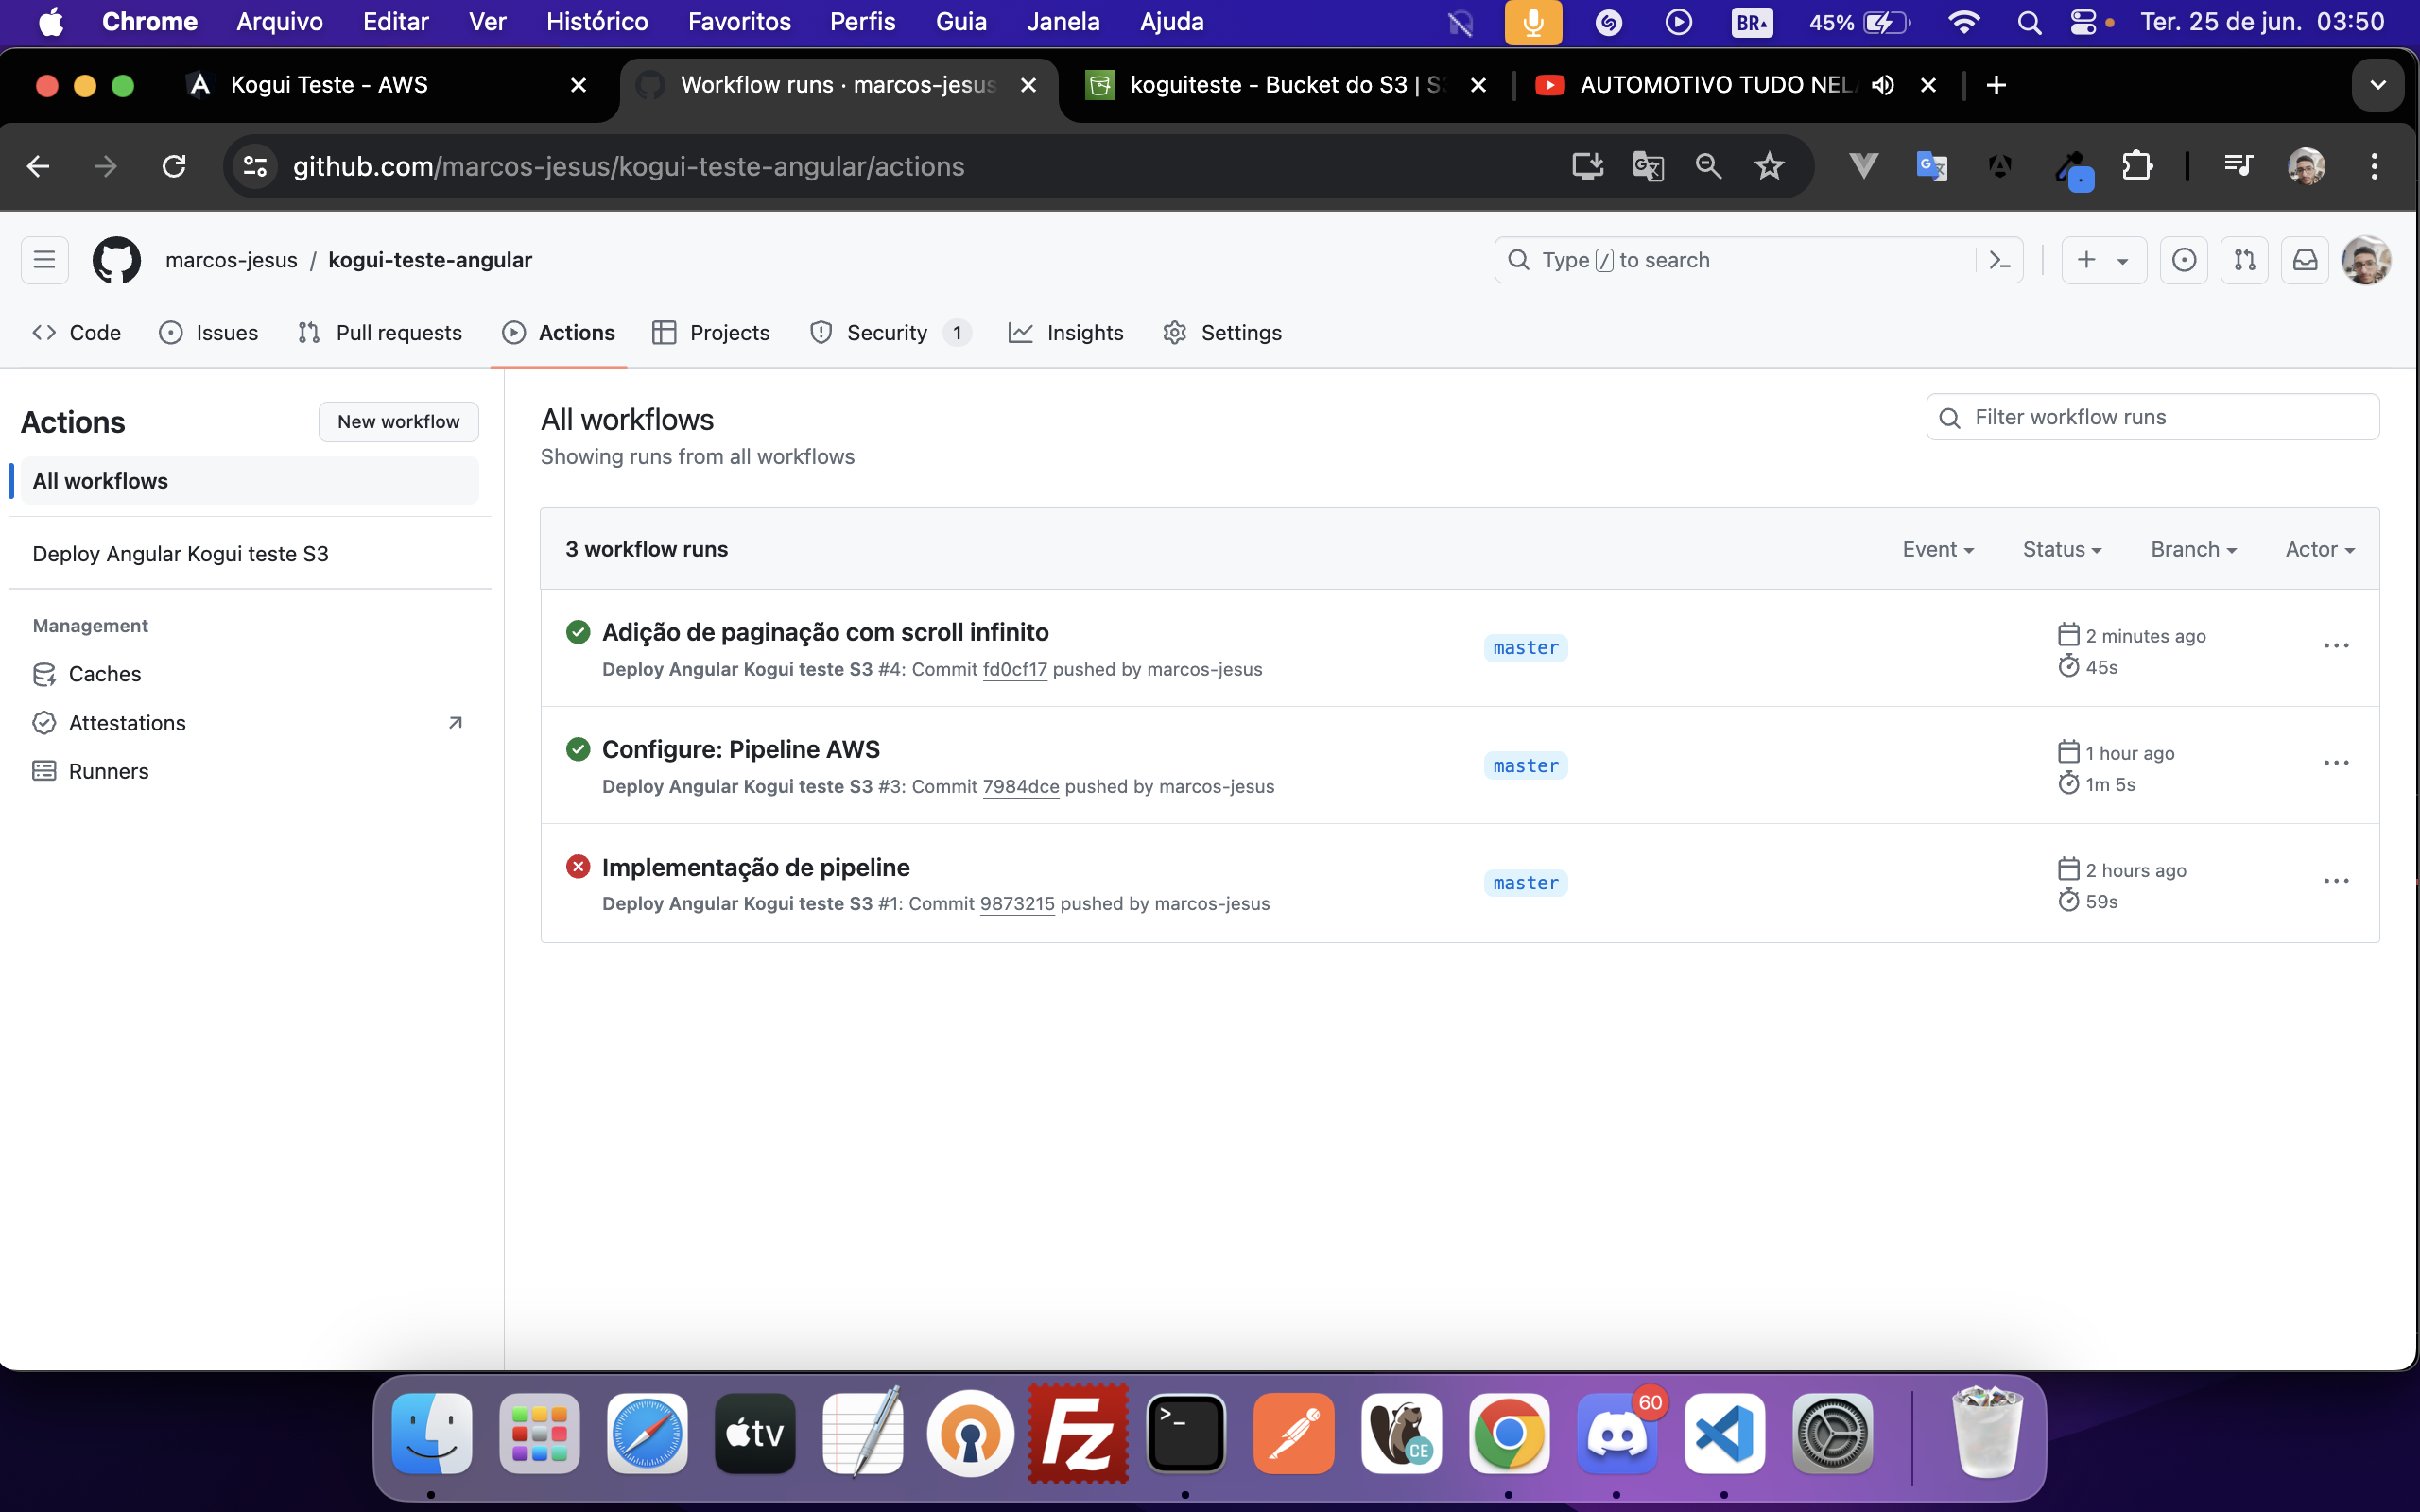 Chrome Arquivo Editar Ver Histórico Favoritos Perfis Guia Janela Ajuda BR 45% Ter. 25 de jun. 03:50
Kogui Teste - AWS Workflow runs · marcos-jesus koguiteste - Bucket do S3 | S AUTOMOTIVO TUDO NEL
github.com/marcos-jesus/kogui-teste-angular/actions
marcos-jesus / kogui-teste-angular Type / to search
Code Issues Pull requests Actions Projects Security 1 Insights Settings
Actions New workflow
All workflows
Deploy Angular Kogui teste S3
Management
Caches
Attestations
Runners
All workflows
Showing runs from all workflows
Filter workflow runs
3 workflow runs Event Status Branch Actor
Adição de paginação com scroll infinito
Deploy Angular Kogui teste S3 #4: Commit fd0cf17 pushed by marcos-jesus
master
2 minutes ago
45s
Configure: Pipeline AWS
Deploy Angular Kogui teste S3 #3: Commit 7984dce pushed by marcos-jesus
master
1 hour ago
1m 5s
Implementação de pipeline
Deploy Angular Kogui teste S3 #1: Commit 9873215 pushed by marcos-jesus
master
2 hours ago
59s
tv Fz >_ CE 60